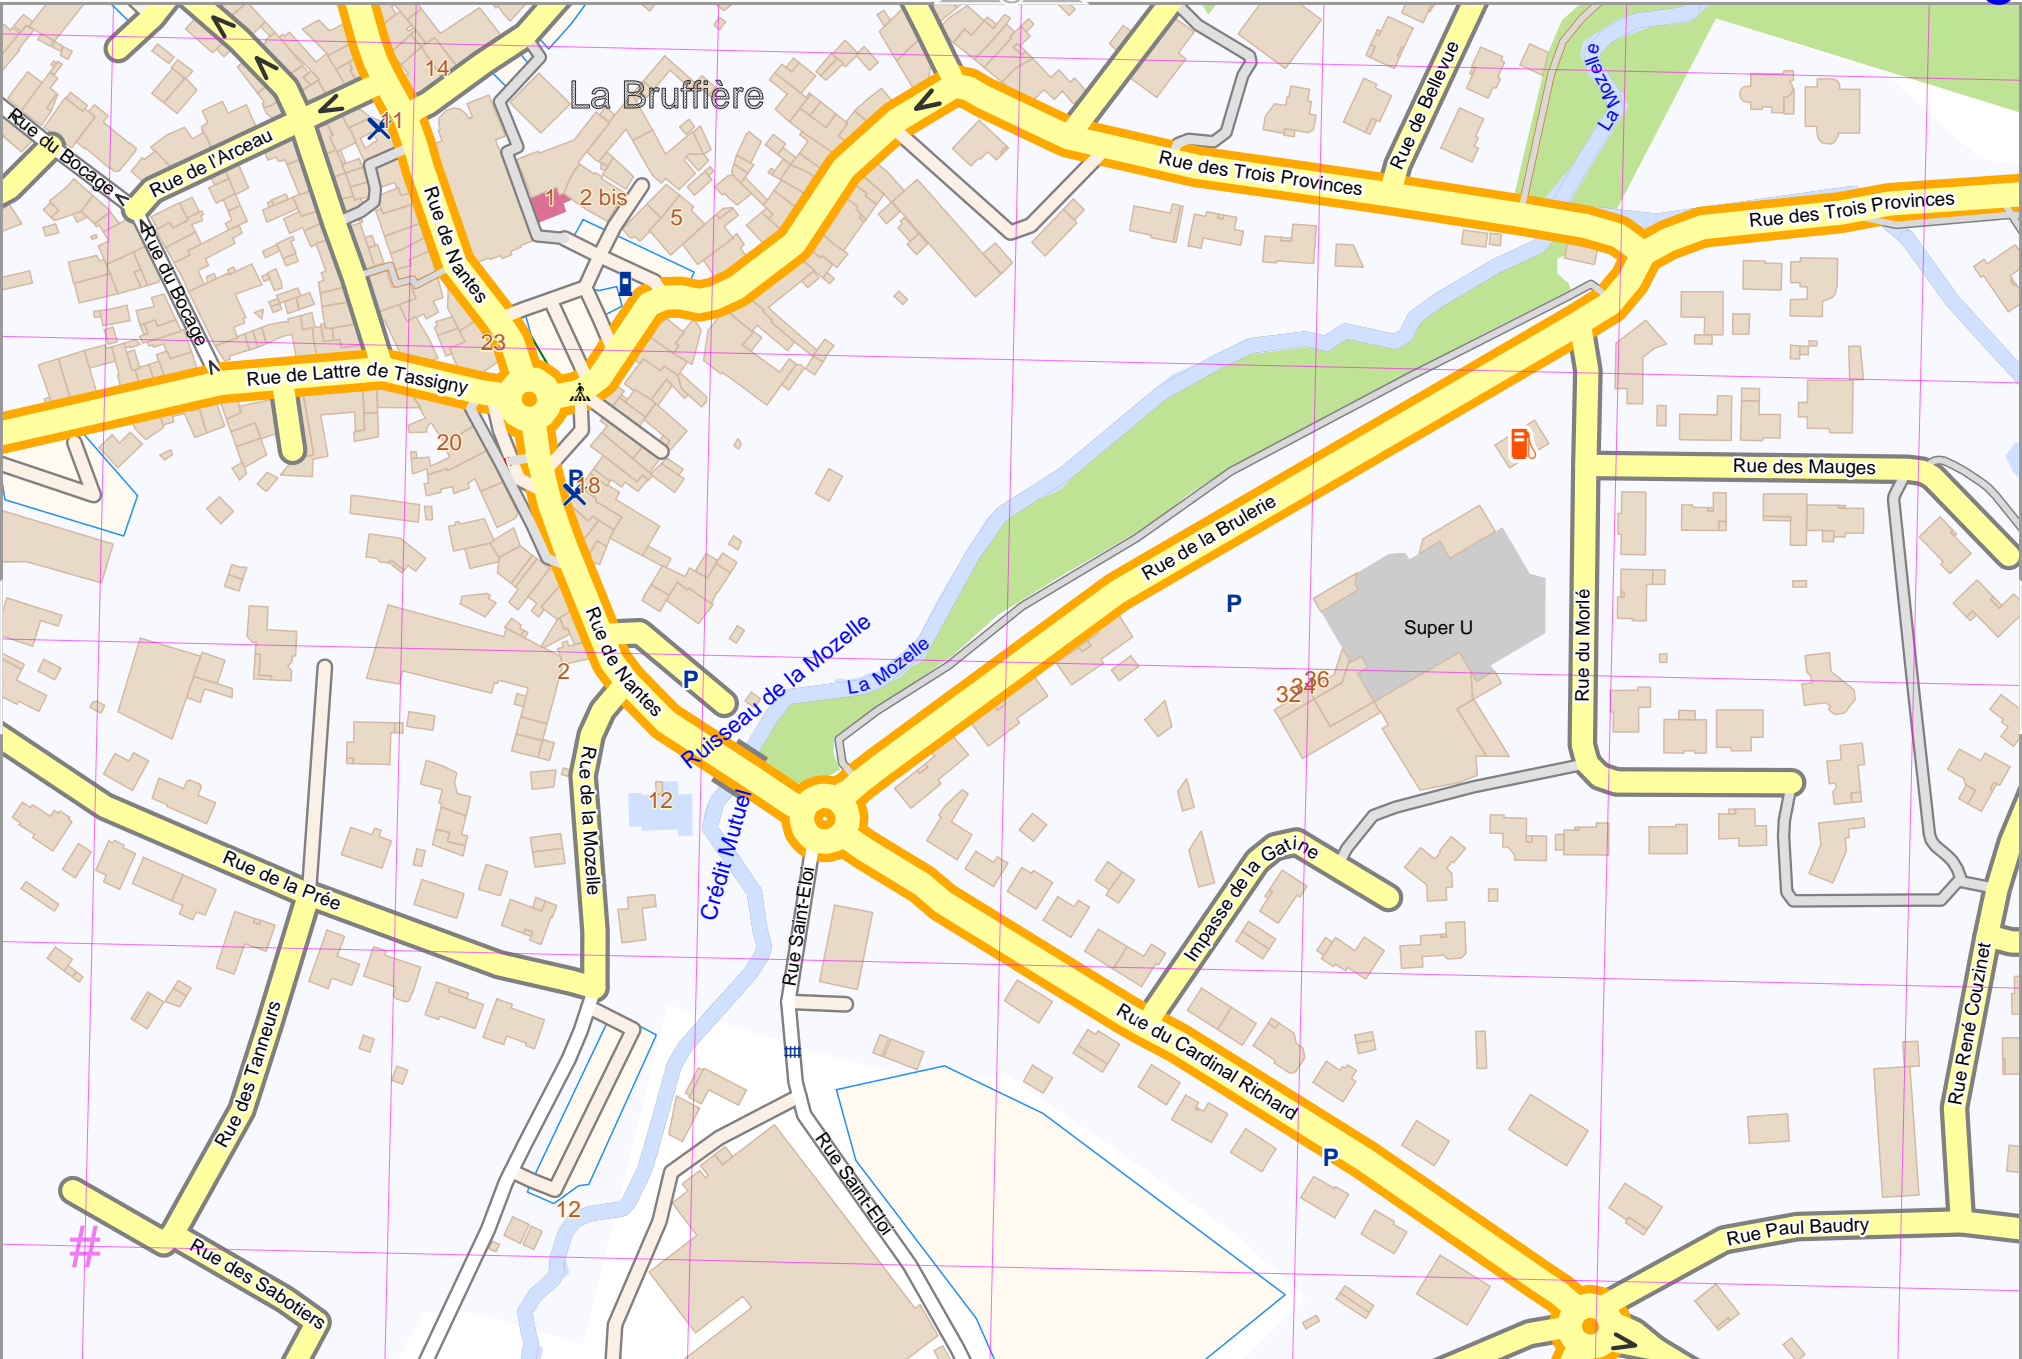 14
La Bruffière
La Mozelle
Rue de Bellevue
11
Rue du Bocage
Rue de l'Arceau
Rue des Trois Provinces
Rue des Trois Provinces
1
2 bis
5
Rue de Nantes
Rue du Bocage
23
Rue de Lattre de Tassigny
20
P
18
Rue des Mauges
Rue de la Brulerie
P
Super U
Rue du Morlé
Rue de Nantes
2
P
Ruisseau de la Mozelle
La Mozelle
32
34
36
12
Rue de la Mozelle
Crédit Mutuel
Rue de la Prée
Rue Saint-Eloi
Impasse de la Gatine
Rue des Tanneurs
Rue du Cardinal Richard
Rue René Couzinet
P
Rue Saint-Eloi
12
#
Rue des Sabotiers
Rue Paul Baudry